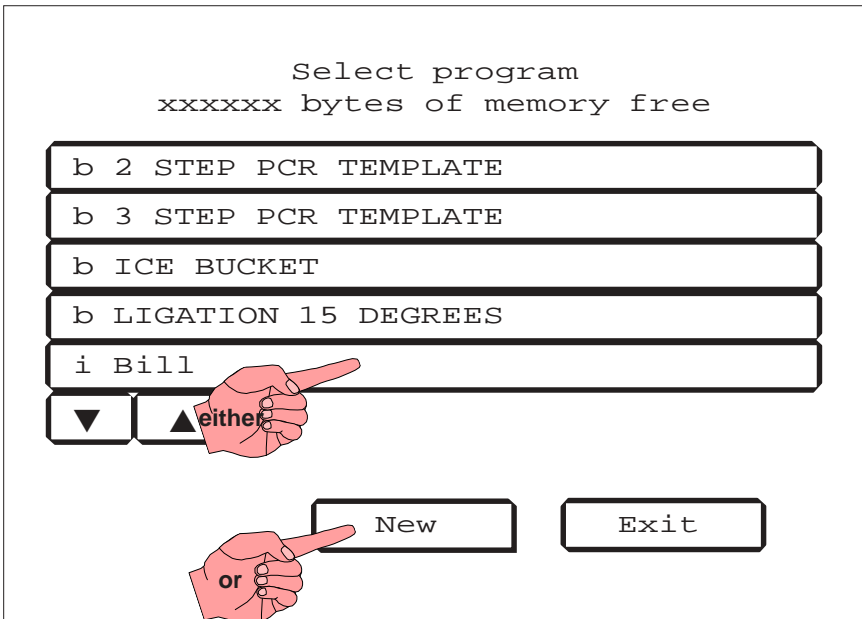 Select program
xxxxxx bytes of memory free
b 2 STEP PCR TEMPLATE
b 3 STEP PCR TEMPLATE
b ICE BUCKET
b LIGATION 15 DEGREES
i Bill
▼ ▲ either
New Exit
or